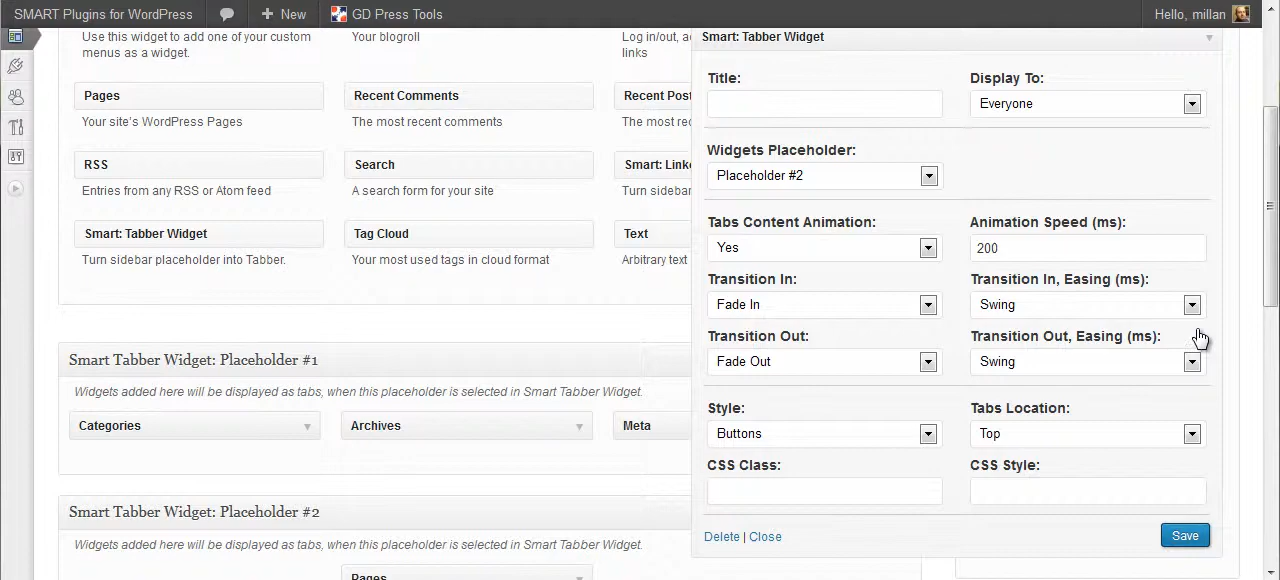 SMART Plugins for WordPress
New
GD Press Tools
Hello, millan
Use this widget to add one of your custom
menus as a widget.
Your blogroll
Log in/out, a
links
Pages
Your site's WordPress Pages
Recent Comments
The most recent comments
Recent Pos
The most rec
RSS
Entries from any RSS or Atom feed
Search
A search form for your site
Smart: Link
Turn sidebar
Smart: Tabber Widget
Turn sidebar placeholder into Tabber.
Tag Cloud
Your most used tags in cloud format
Text
Arbitrary text
Smart Tabber Widget: Placeholder #1
Widgets added here will be displayed as tabs, when this placeholder is selected in Smart Tabber Widget.
Categories
Archives
Meta
Smart Tabber Widget: Placeholder #2
Widgets added here will be displayed as tabs, when this placeholder is selected in Smart Tabber Widget.
Pages
Smart: Tabber Widget
Title:
Display To:
Everyone
Widgets Placeholder:
Placeholder #2
Tabs Content Animation:
Animation Speed (ms):
Yes
200
Transition In:
Transition In, Easing (ms):
Fade In
Swing
Transition Out:
Transition Out, Easing (ms):
Fade Out
Swing
Style:
Tabs Location:
Buttons
Top
CSS Class:
CSS Style:
Delete | Close
Save